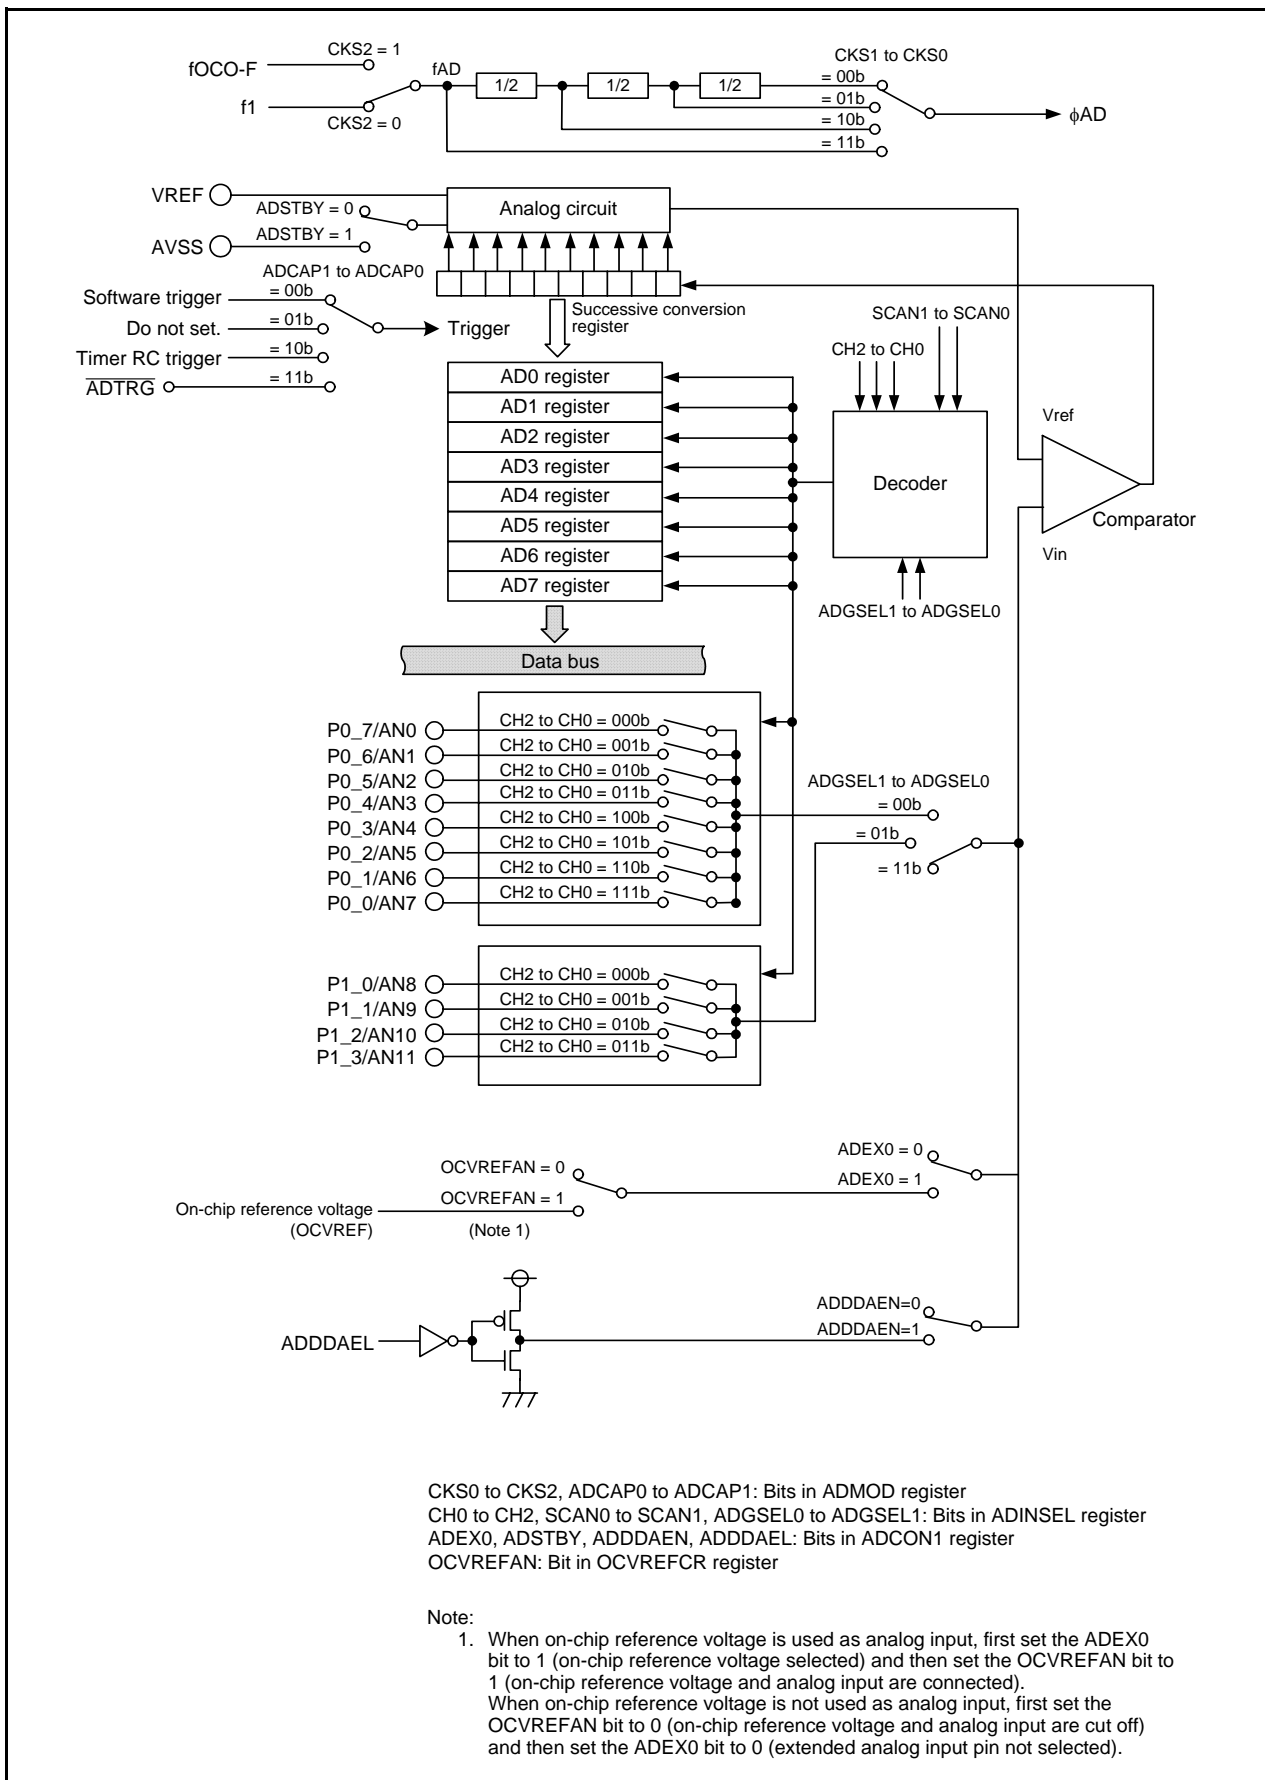 CKS2 = 1
fOCO-F
fAD
CKS1 to CKS0
1/2
1/2
1/2
= 00b
= 01b
= 10b
= 11b
f1
CKS2 = 0
ϕAD
VREF
ADSTBY = 0
Analog circuit
AVSS
ADSTBY = 1
ADCAP1 to ADCAP0
Software trigger
= 00b
Do not set.
= 01b
Trigger
Timer RC trigger
= 10b
ADTRG
= 11b
Successive conversion
register
SCAN1 to SCAN0
CH2 to CH0
AD0 register
AD1 register
AD2 register
AD3 register
AD4 register
AD5 register
AD6 register
AD7 register
Decoder
Vref
Comparator
Vin
ADGSEL1 to ADGSEL0
Data bus
P0_7/AN0
CH2 to CH0 = 000b
P0_6/AN1
CH2 to CH0 = 001b
P0_5/AN2
CH2 to CH0 = 010b
P0_4/AN3
CH2 to CH0 = 011b
P0_3/AN4
CH2 to CH0 = 100b
P0_2/AN5
CH2 to CH0 = 101b
P0_1/AN6
CH2 to CH0 = 110b
P0_0/AN7
CH2 to CH0 = 111b
ADGSEL1 to ADGSEL0
= 00b
= 01b
= 11b
P1_0/AN8
CH2 to CH0 = 000b
P1_1/AN9
CH2 to CH0 = 001b
P1_2/AN10
CH2 to CH0 = 010b
P1_3/AN11
CH2 to CH0 = 011b
ADEX0 = 0
OCVREFAN = 0
ADEX0 = 1
On-chip reference voltage
(OCVREF)
OCVREFAN = 1
(Note 1)
ADDDAEN=0
ADDDAEN=1
ADDDAEL
CKS0 to CKS2, ADCAP0 to ADCAP1: Bits in ADMOD register
CH0 to CH2, SCAN0 to SCAN1, ADGSEL0 to ADGSEL1: Bits in ADINSEL register
ADEX0, ADSTBY, ADDDAEN, ADDDAEL: Bits in ADCON1 register
OCVREFAN: Bit in OCVREFCR register
Note:
1. When on-chip reference voltage is used as analog input, first set the ADEX0
bit to 1 (on-chip reference voltage selected) and then set the OCVREFAN bit to
1 (on-chip reference voltage and analog input are connected).
When on-chip reference voltage is not used as analog input, first set the
OCVREFAN bit to 0 (on-chip reference voltage and analog input are cut off)
and then set the ADEX0 bit to 0 (extended analog input pin not selected).